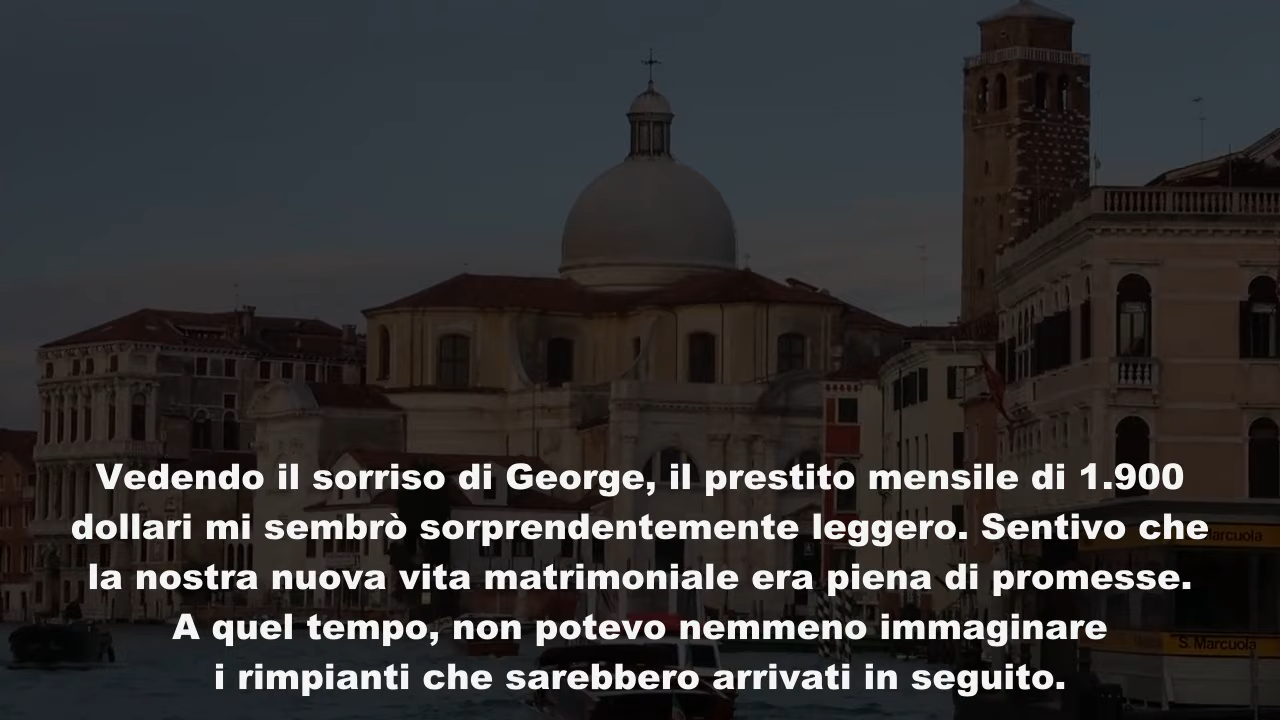 Vedendo il sorriso di George, il prestito mensile di 1.900
dollari mi sembrò sorprendentemente leggero. Sentivo che
la nostra nuova vita matrimoniale era piena di promesse.
A quel tempo, non potevo nemmeno immaginare
i rimpianti che sarebbero arrivati in seguito.
Marcuola
S. Marcuola